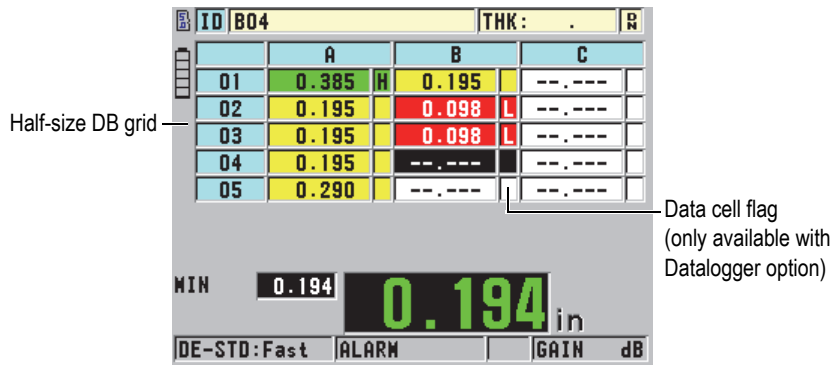 ID B04 THK: .
A B C
01 0.385 H 0.195 --.---
02 0.195 0.098 L --.---
Half-size DB grid
03 0.195 0.098 L --.---
04 0.195 --.--- --.---
05 0.290 --.--- --.---
Data cell flag
(only available with
Datalogger option)
MIN 0.194 0.194 in
DE-STD:Fast ALARM GAIN dB